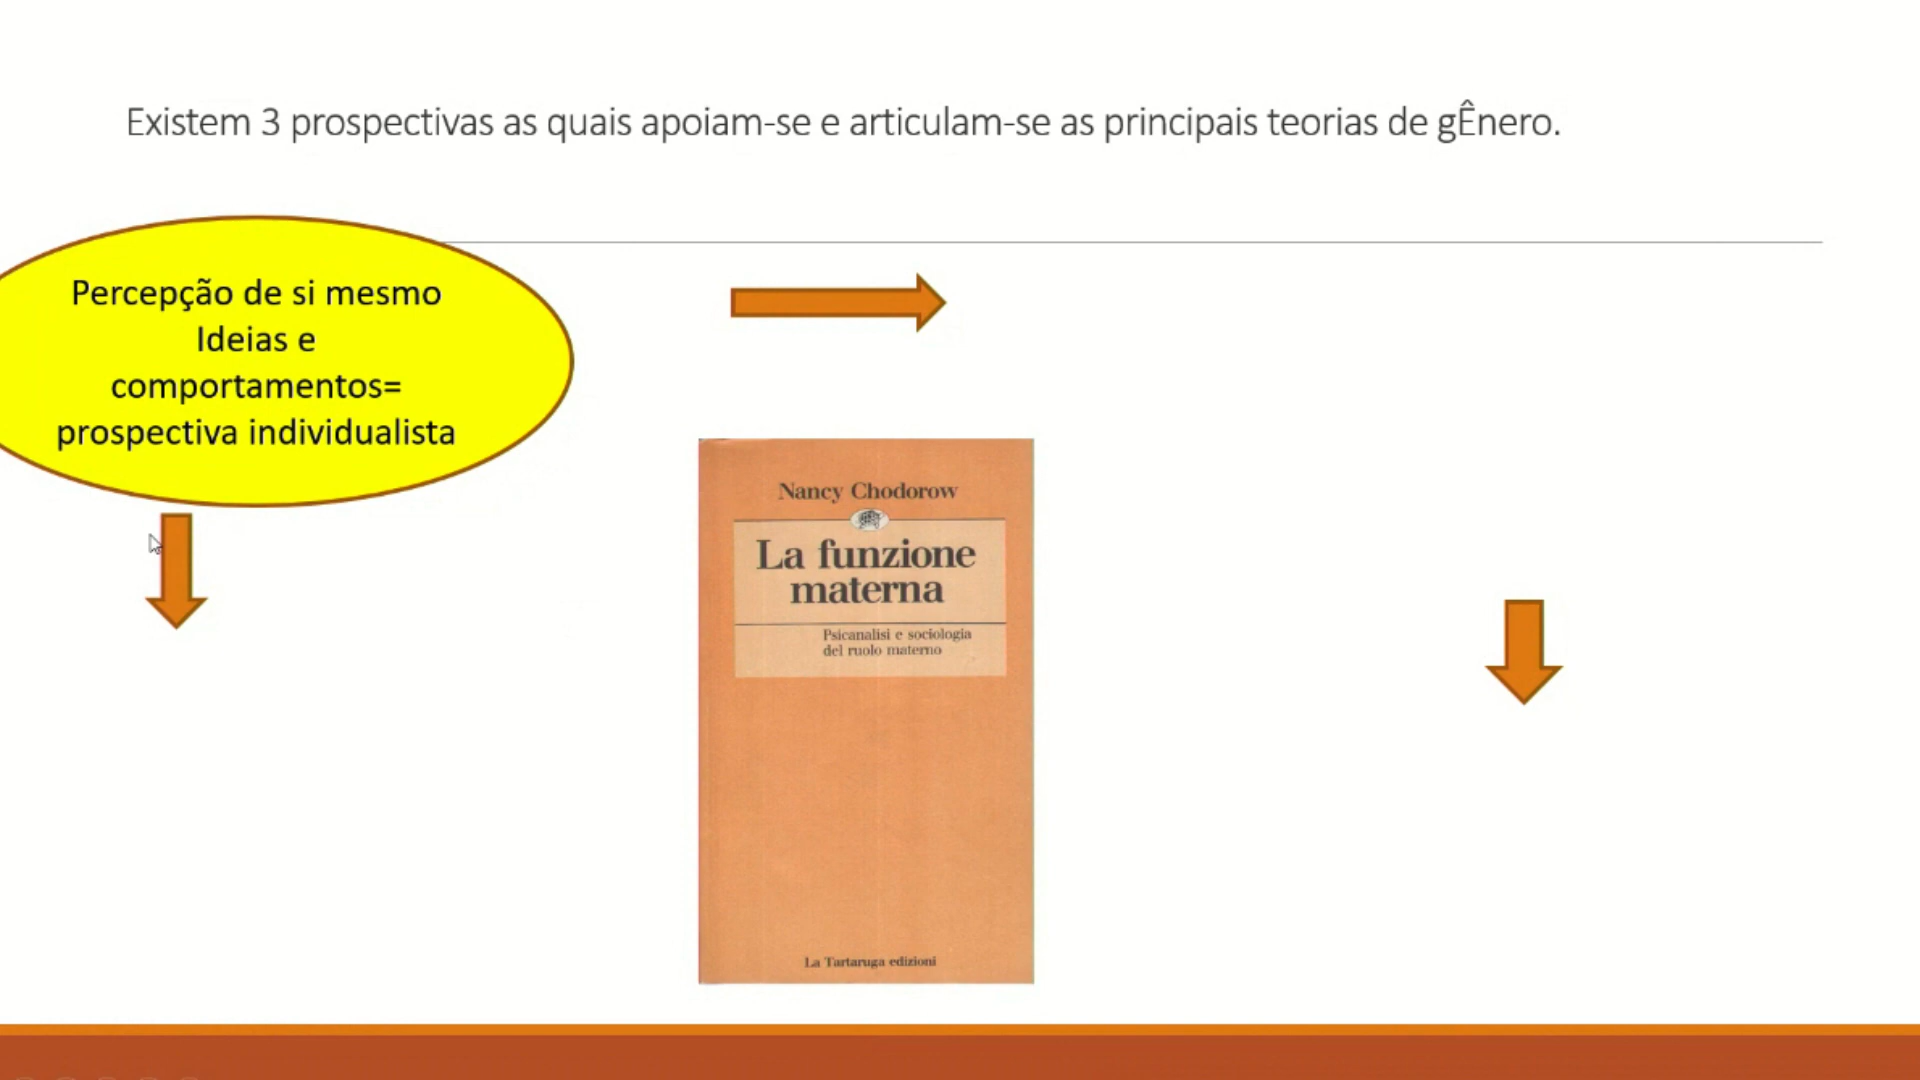 Existem 3 prospectivas as quais apoiam-se e articulam-se as principais teorias de gÊnero.
Percepção de si mesmo
Ideias e
comportamentos=
prospectiva individualista
Nancy Chodorow
La funzione
materna
Psicanalisi e sociologia
del ruolo materno
La Tartaruga edizioni